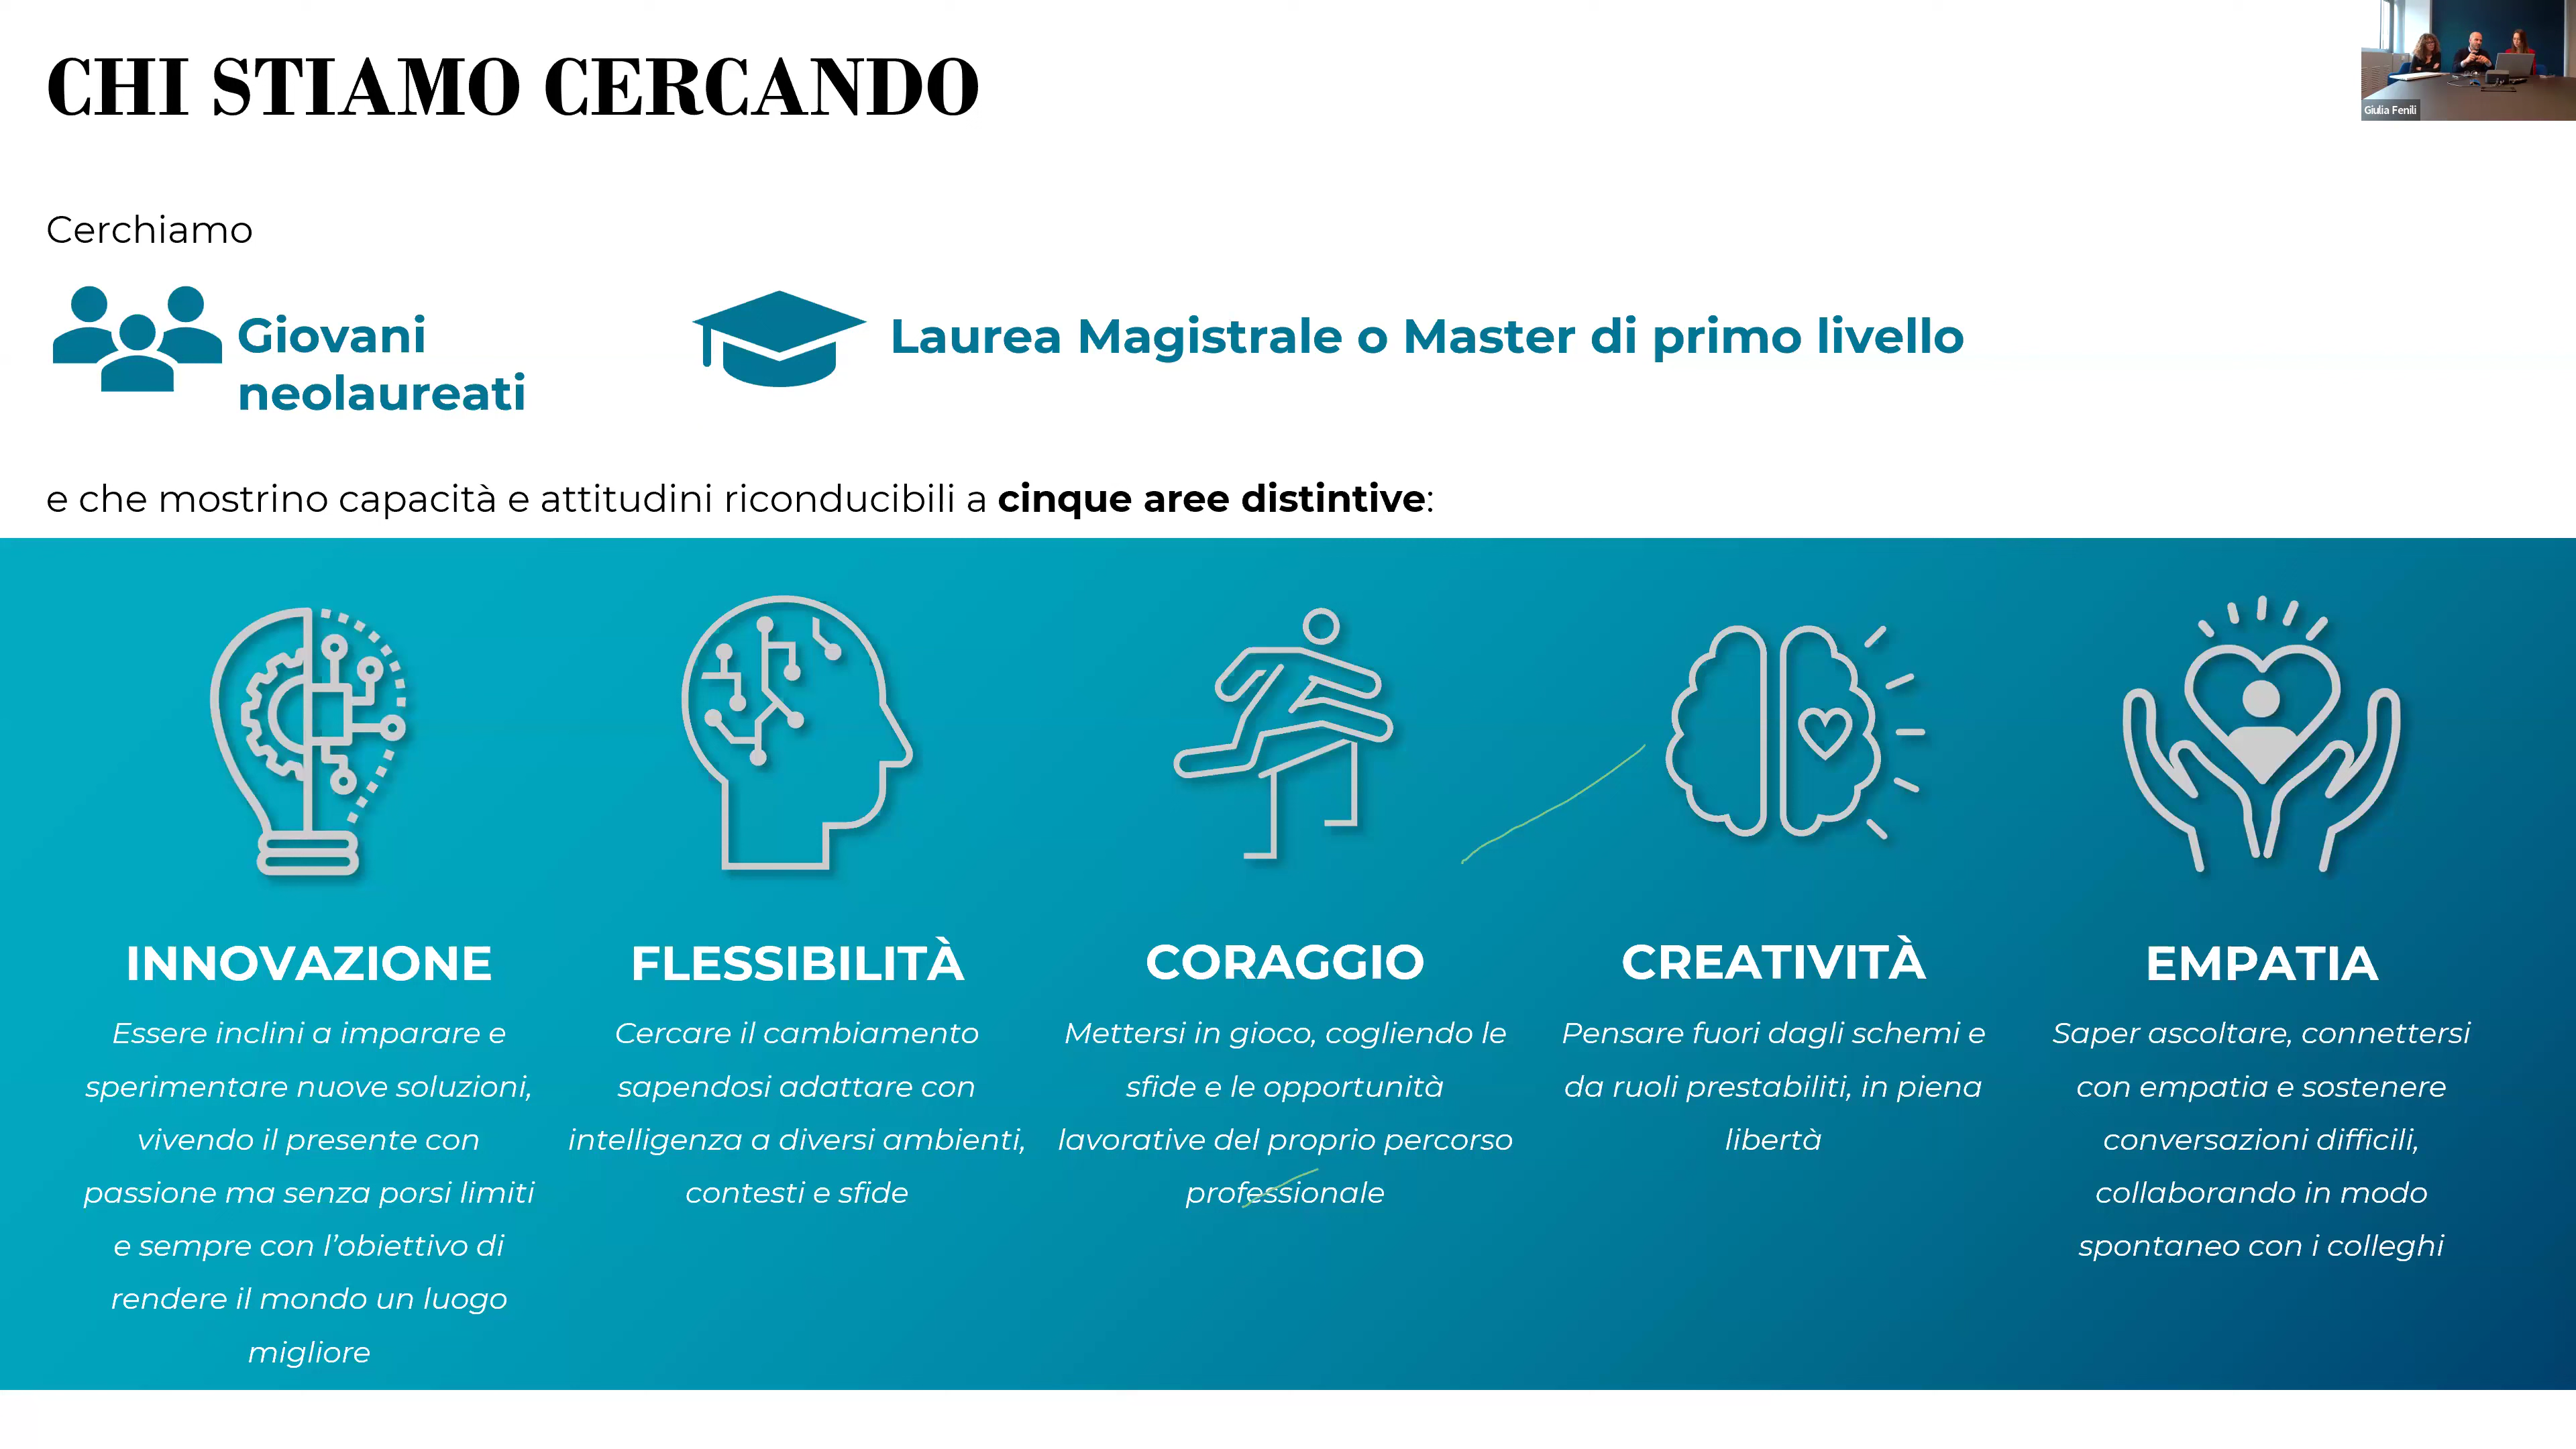 CHI STIAMO CERCANDO
Giulia Fenili
Cerchiamo
Giovani
neolaureati
Laurea Magistrale o Master di primo livello
e che mostrino capacità e attitudini riconducibili a cinque aree distintive:
INNOVAZIONE
Essere inclini a imparare e
sperimentare nuove soluzioni,
vivendo il presente con
passione ma senza porsi limiti
e sempre con l’obiettivo di
rendere il mondo un luogo
migliore
FLESSIBILITÀ
Cercare il cambiamento
sapendosi adattare con
intelligenza a diversi ambienti,
contesti e sfide
CORAGGIO
Mettersi in gioco, cogliendo le
sfide e le opportunità
lavorative del proprio percorso
professionale
CREATIVITÀ
Pensare fuori dagli schemi e
da ruoli prestabiliti, in piena
libertà
EMPATIA
Saper ascoltare, connettersi
con empatia e sostenere
conversazioni difficili,
collaborando in modo
spontaneo con i colleghi